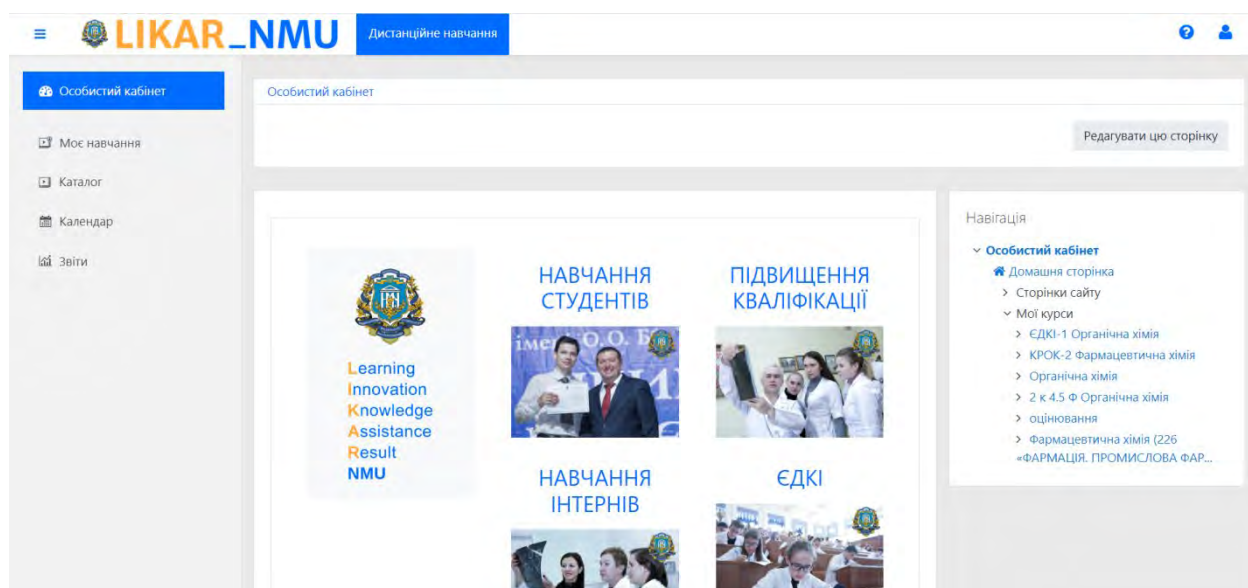 LIKAR_NMU
Дистанційне навчання
Особистий кабінет
Моє навчання
Каталог
Календар
Звіти
Особистий кабінет
Редагувати цю сторінку
Learning
Innovation
Knowledge
Assistance
Result
NMU
НАВЧАННЯ
СТУДЕНТІВ
імен О.О. Б
ПІДВИЩЕННЯ
КВАЛІФІКАЦІЇ
НАВЧАННЯ
ІНТЕРНІВ
ЄДКІ
Навігація
Особистий кабінет
Домашня сторінка
Сторінки сайту
Мої курси
ЄДКІ-1 Органічна хімія
КРОК-2 Фармацевтична хімія
Органічна хімія
2 к 4.5 Ф Органічна хімія
оцінювання
Фармацевтична хімія (226
«ФАРМАЦІЯ. ПРОМИСЛОВА ФАР...